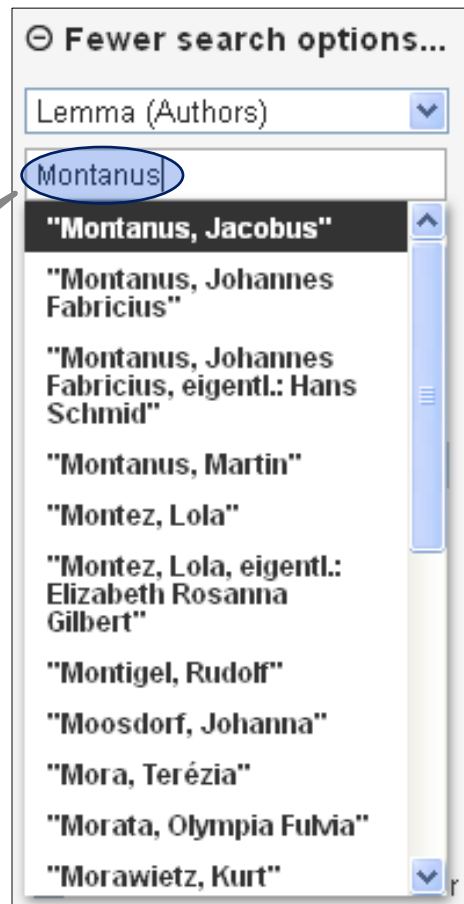 Fewer search options...
Lemma (Authors)
Montanus
"Montanus, Jacobus"
"Montanus, Johannes
Fabricius"
"Montanus, Johannes
Fabricius, eigentl.: Hans
Schmid"
"Montanus, Martin"
"Montez, Lola"
"Montez, Lola, eigentl.:
Elizabeth Rosanna
Gilbert"
"Montigel, Rudolf"
"Moosdorf, Johanna"
"Mora, Terézia"
"Morata, Olympia Fulvia"
"Morawietz, Kurt"
r